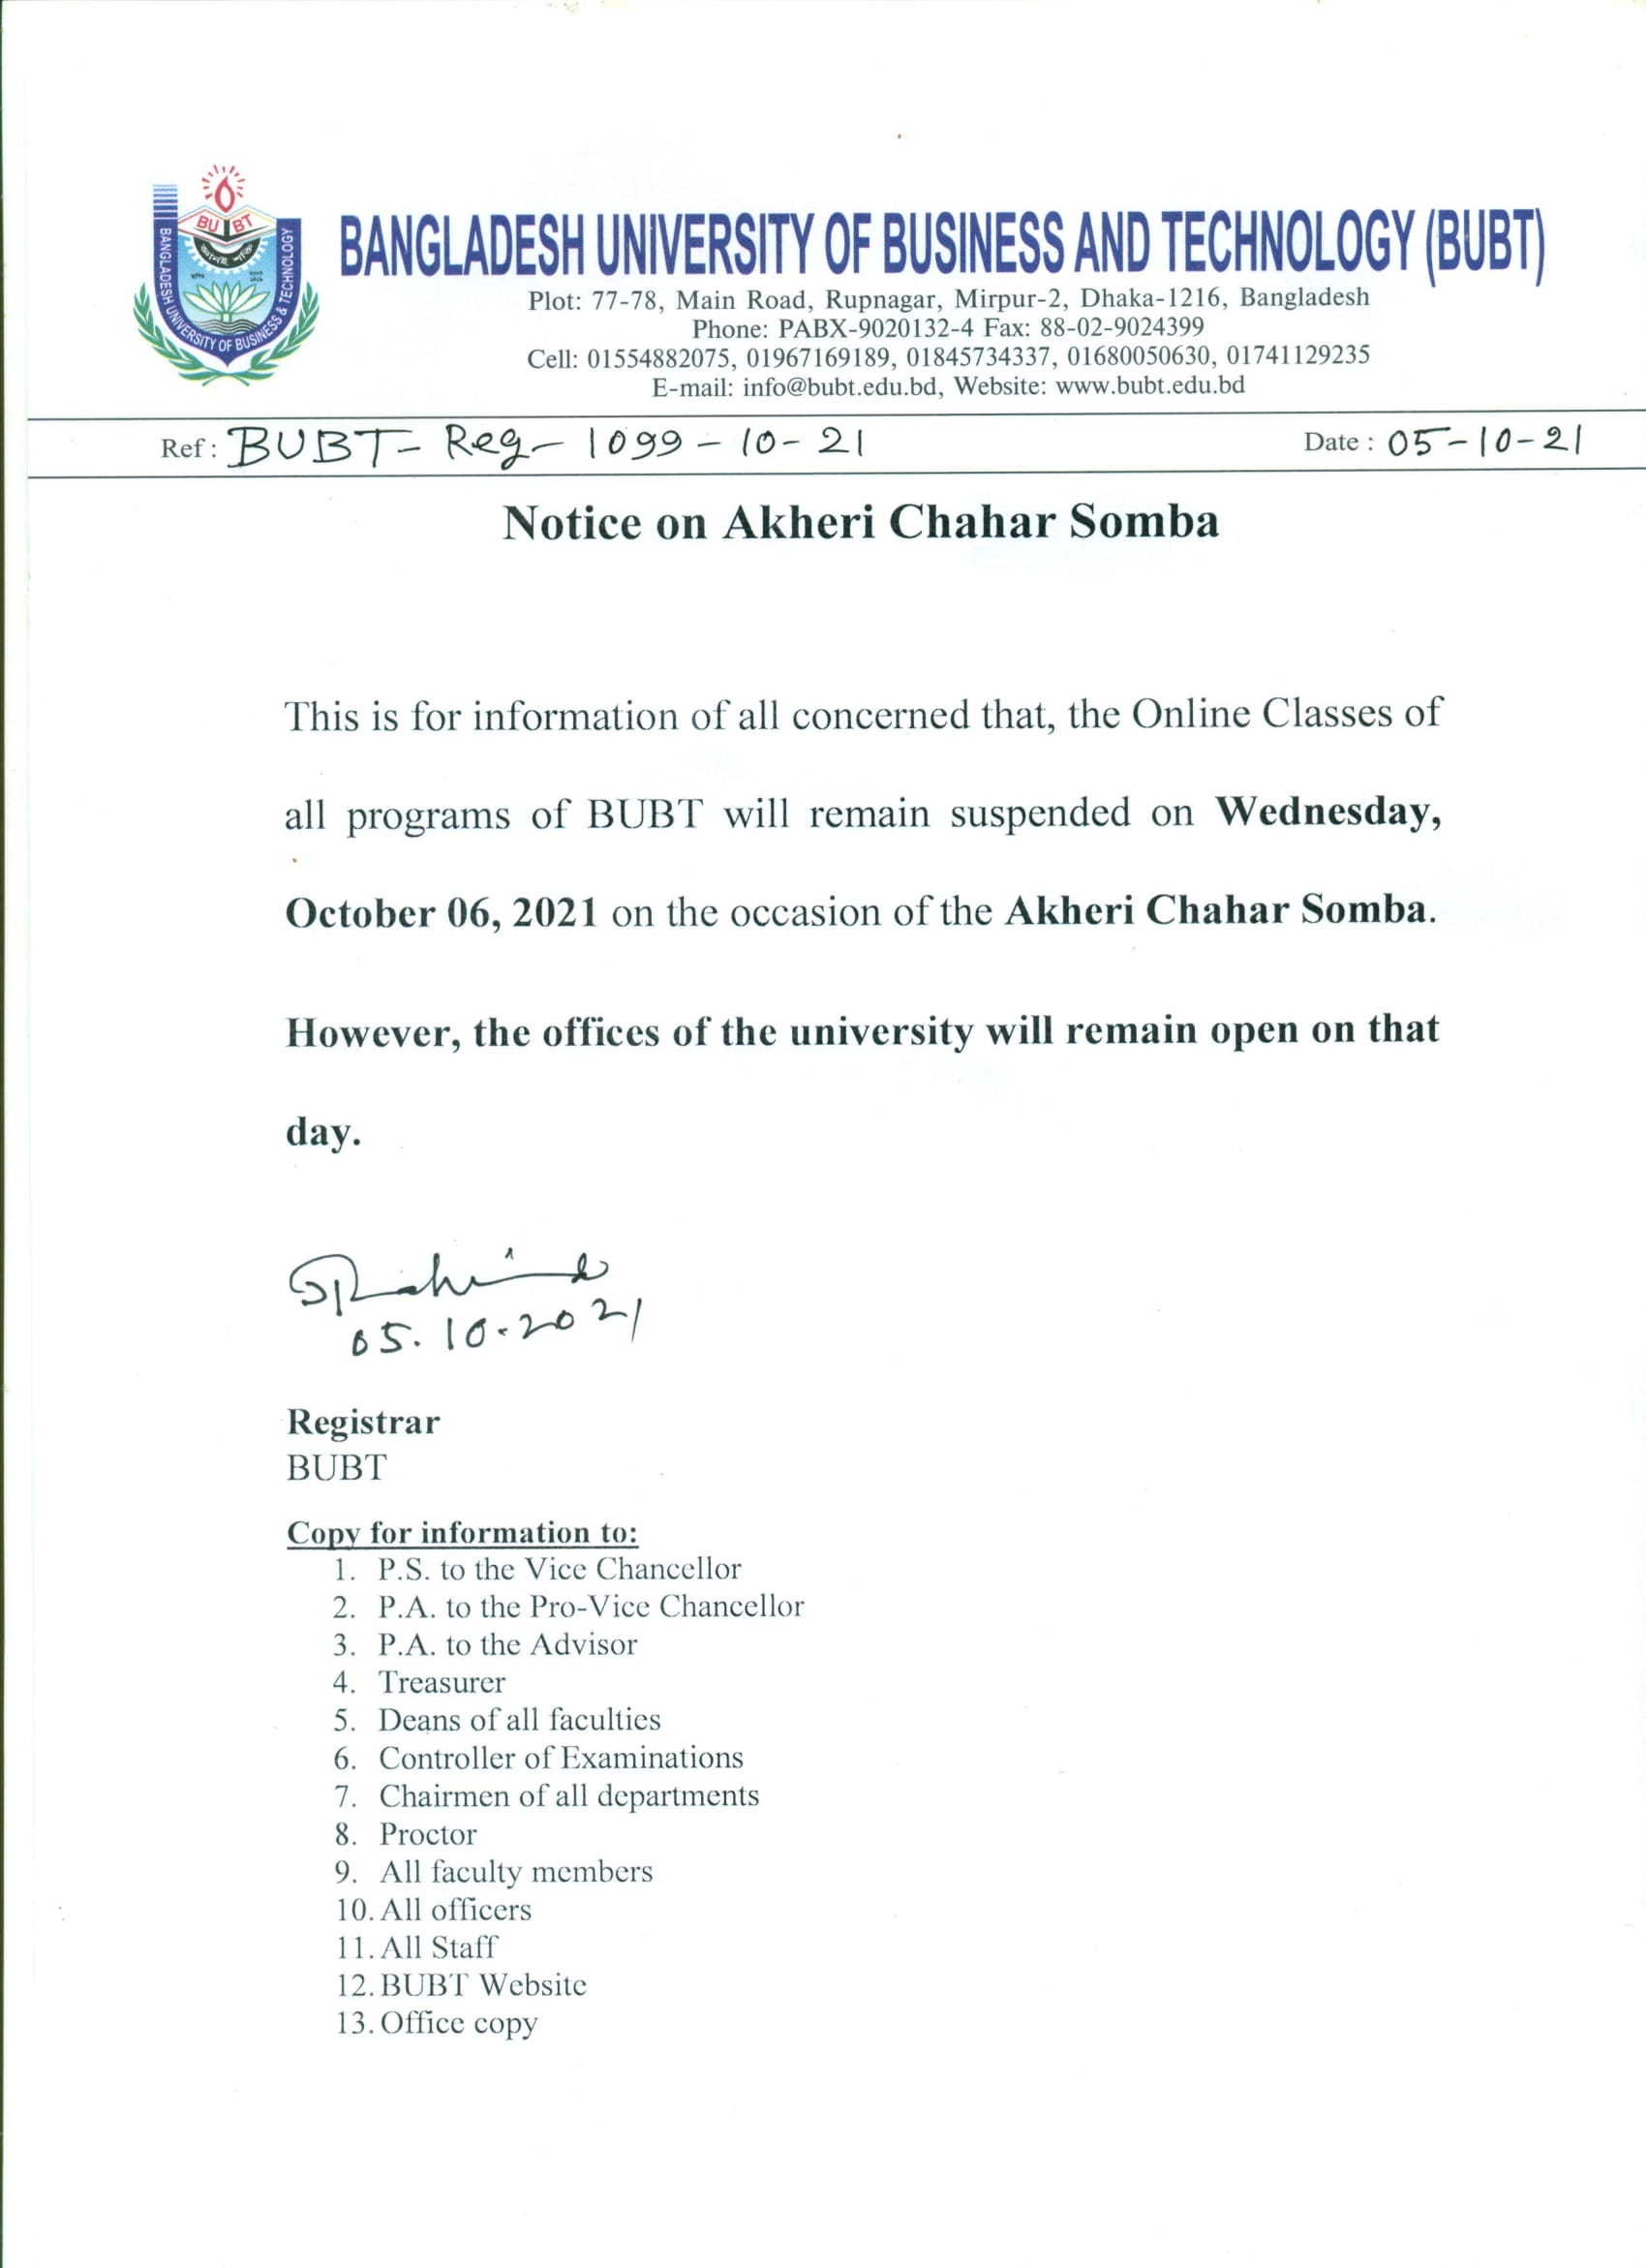 BUBT
BANGLADESH UNIVERSITY OF BUSINESS & TECHNOLOGY
BANGLADESH UNIVERSITY OF BUSINESS AND TECHNOLOGY (BUBT)
Plot: 77-78, Main Road, Rupnagar, Mirpur-2, Dhaka-1216, Bangladesh
Phone: PABX-9020132-4 Fax: 88-02-9024399
Cell: 01554882075, 01967169189, 01845734337, 01680050630, 01741129235
E-mail: info@bubt.edu.bd, Website: www.bubt.edu.bd
Ref: BUBT-Reg-1099-10-21 Date: 05-10-21
Notice on Akheri Chahar Somba
This is for information of all concerned that, the Online Classes of
all programs of BUBT will remain suspended on Wednesday,
October 06, 2021 on the occasion of the Akheri Chahar Somba.
However, the offices of the university will remain open on that
day.
05.10.2021
Registrar
BUBT
Copy for information to:
1. P.S. to the Vice Chancellor
2. P.A. to the Pro-Vice Chancellor
3. P.A. to the Advisor
4. Treasurer
5. Deans of all faculties
6. Controller of Examinations
7. Chairmen of all departments
8. Proctor
9. All faculty members
10. All officers
11. All Staff
12. BUBT Website
13. Office copy